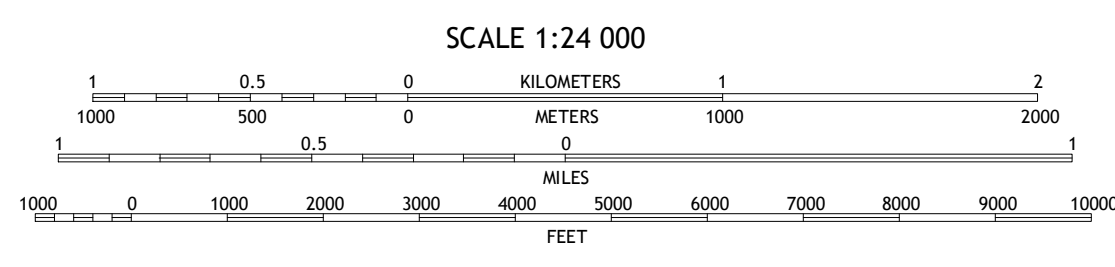 SCALE 1:24 000
1 0.5 0 KILOMETERS 1 2
1000 500 0 METERS 1000 2000
1 0.5 0 1
MILES
1000 0 1000 2000 3000 4000 5000 6000 7000 8000 9000 10000
FEET